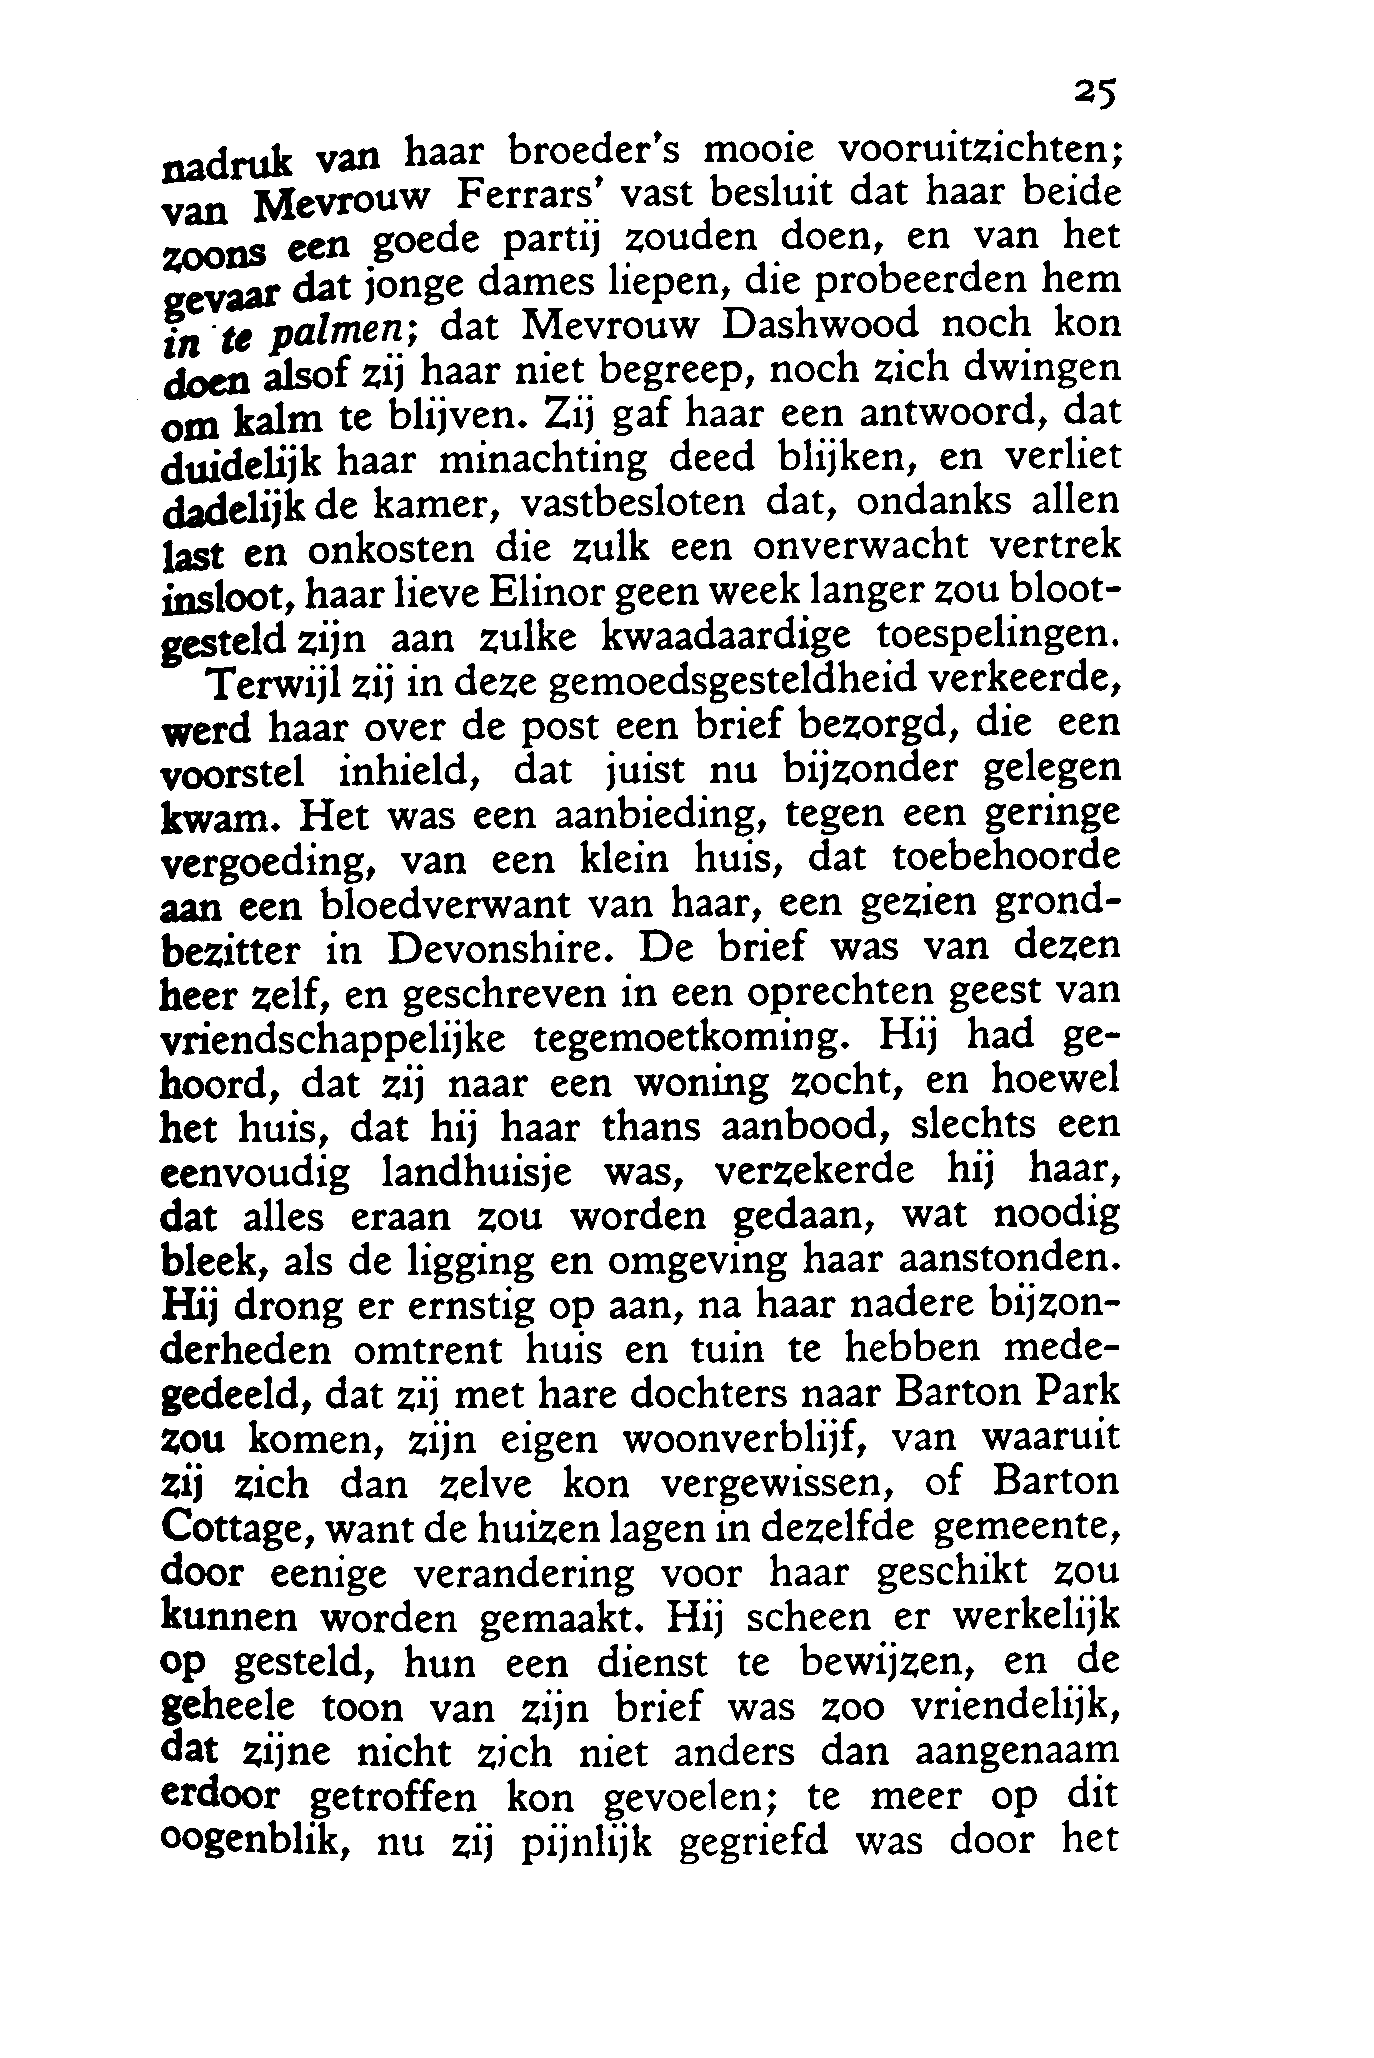 25
nadruk van haar broeder's mooie vooruitzichten;
van Mevrouw Ferrars' vast besluit dat haar beide
zoons een goede partij zouden doen, en van het
gevaar dat jonge dames liepen, die probeerden hem
in te palmen; dat Mevrouw Dashwood noch kon
doen alsof zij haar niet begreep, noch zich dwingen
om kalm te blijven. Zij gaf haar een antwoord, dat
duidelijk haar minachting deed blijken, en verliet
dadelijk de kamer, vastbesloten dat, ondanks allen
last en onkosten die zulk een onverwacht vertrek
insloot, haar lieve Elinor geen week langer zou bloot-
gesteld zijn aan zulke kwaadaardige toespelingen.
Terwijl zij in deze gemoedsgesteldheid verkeerde,
werd haar over de post een brief bezorgd, die een
voorstel inhield, dat juist nu bijzonder gelegen
kwam. Het was een aanbieding, tegen een geringe
vergoeding, van een klein huis, dat toebehoorde
aan een bloedverwant van haar, een gezien grond-
bezitter in Devonshire. De brief was van dezen
heer zelf, en geschreven in een oprechten geest van
vriendschappelijke tegemoetkoming. Hij had ge-
hoord, dat zij naar een woning zocht, en hoewel
het huis, dat hij haar thans aanbood, slechts een
eenvoudig landhuisje was, verzekerde hij haar,
dat alles eraan zou worden gedaan, wat noodig
bleek, als de ligging en omgeving haar aanstonden.
Hij drong er ernstig op aan, na haar nadere bijzon-
derheden omtrent huis en tuin te hebben mede-
gedeeld, dat zij met hare dochters naar Barton Park
zou komen, zijn eigen woonverblijf, van waaruit
zij zich dan zelve kon vergewissen, of Barton
Cottage, want de huizen lagen in dezelfde gemeente,
door eenige verandering voor haar geschikt zou
kunnen worden gemaakt. Hij scheen er werkelijk
op gesteld, hun een dienst te bewijzen, en de
geheele toon van zijn brief was zoo vriendelijk,
dat zijne nicht zich niet anders dan aangenaam
erdoor getroffen kon gevoelen; te meer op dit
oogenblik, nu zij pijnlijk gegriefd was door het